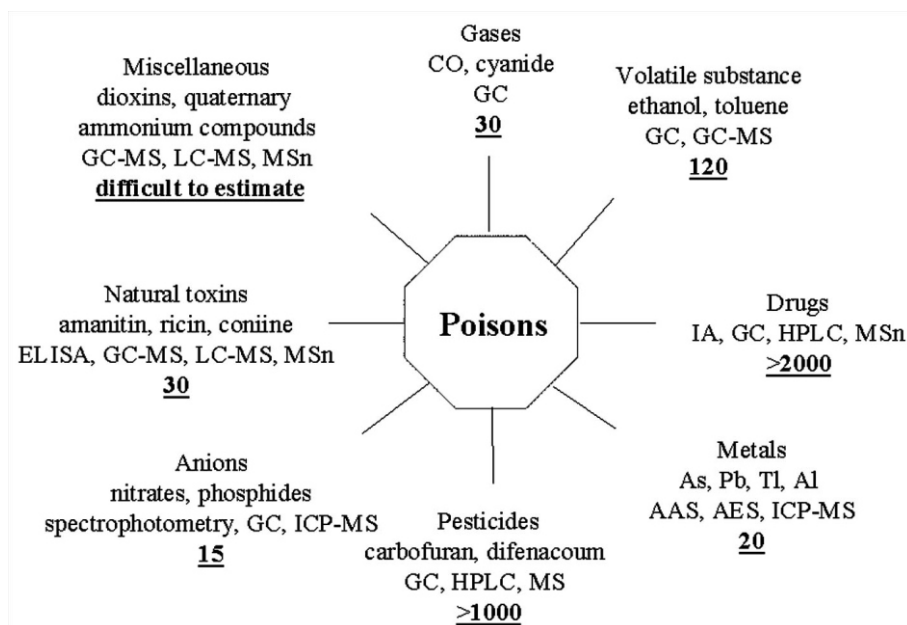 Gases
CO, cyanide
GC
30
Volatile substance
ethanol, toluene
GC, GC-MS
120
Drugs
IA, GC, HPLC, MSn
>2000
Metals
As, Pb, Tl, Al
AAS, AES, ICP-MS
20
Pesticides
carbofuran, difenacoum
GC, HPLC, MS
>1000
Anions
nitrates, phosphides
spectrophotometry, GC, ICP-MS
15
Natural toxins
amanitin, ricin, coniine
ELISA, GC-MS, LC-MS, MSn
30
Miscellaneous
dioxins, quaternary
ammonium compounds
GC-MS, LC-MS, MSn
difficult to estimate
Poisons